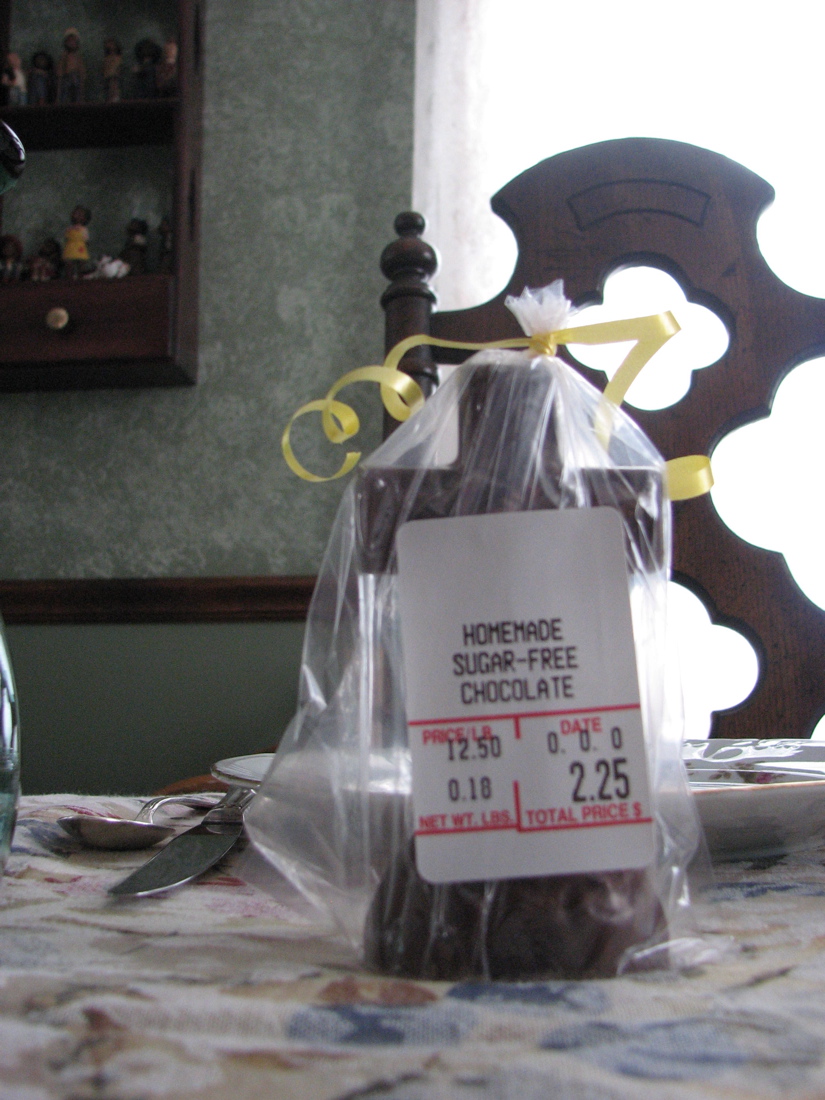 HOMEMADE
SUGAR-FREE
CHOCOLATE
PRICE/LB. DATE
12.50 0. 0. 0
0.18 2.25
NET WT. LBS. TOTAL PRICE $